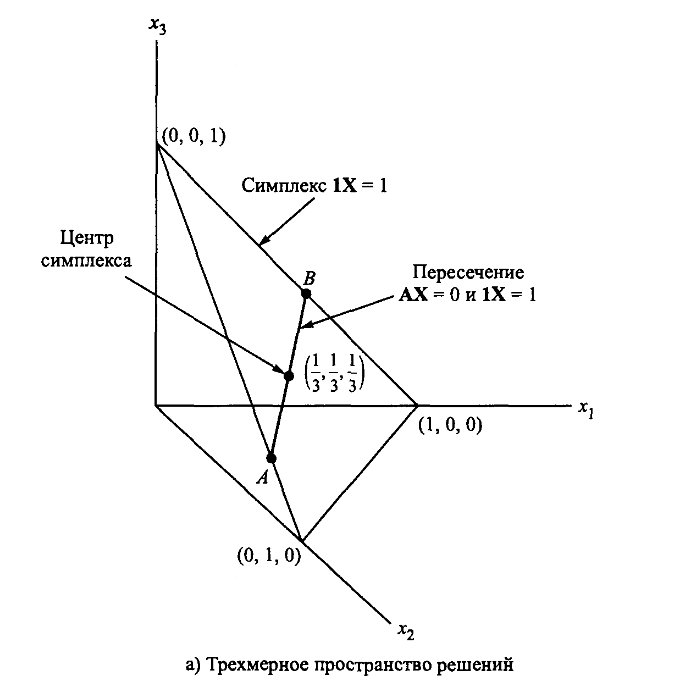 x₃
(0, 0, 1)
Симплекс 1X = 1
Центр
симплекса
B
Пересечение
AX = 0 и 1X = 1
(1/3, 1/3, 1/3)
x₁
(1, 0, 0)
A
(0, 1, 0)
x₂
а) Трехмерное пространство решений